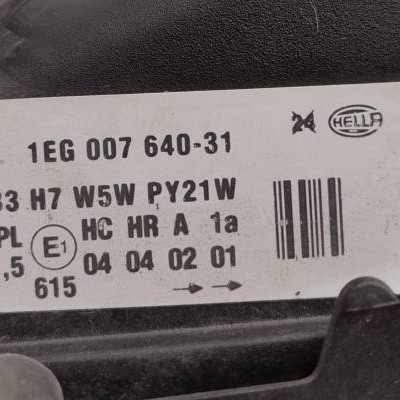 24 HELLA
1EG 007 640-31
33 H7 W5W PY21W
PL E1 HC HR A 1a
,5 04 04 02 01
615 →→